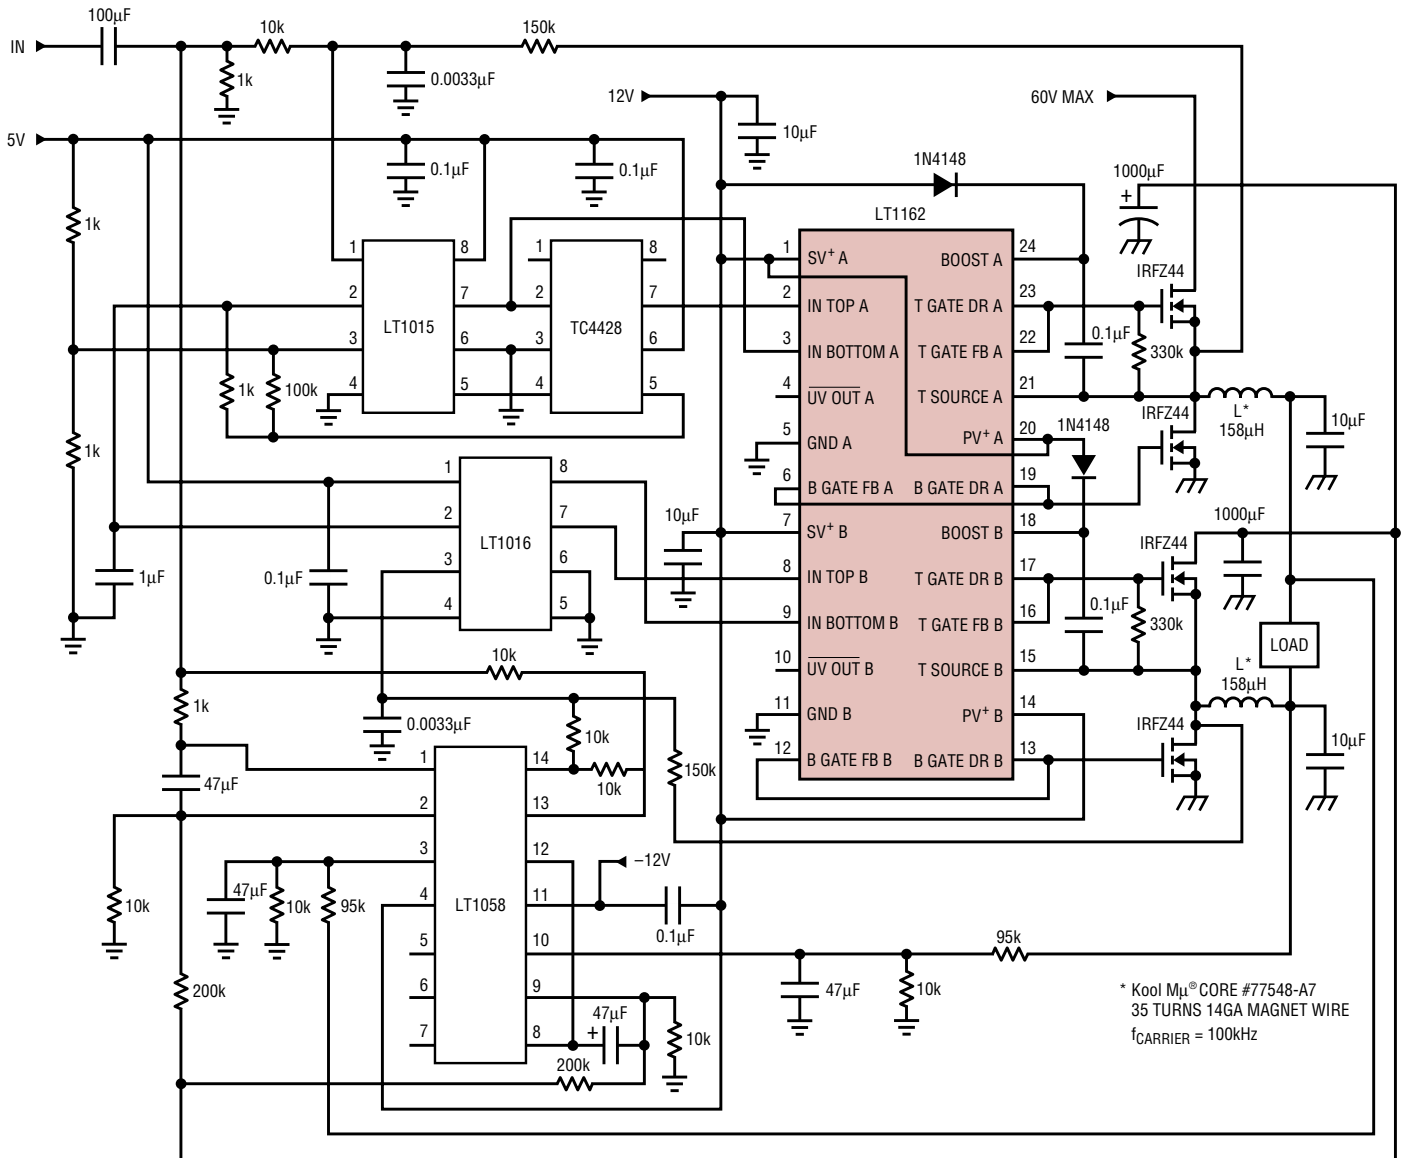 100µF
IN
10k
150k
1k
0.0033µF
12V
60V MAX
10µF
5V
0.1µF
0.1µF
1N4148
1000µF
+
LT1162
1k
1
2
3
4
LT1015
8
7
6
5
1
2
3
4
TC4428
8
7
6
5
1k
100k
1k
1
SV+ A
2
IN TOP A
3
IN BOTTOM A
4
UV OUT A
5
GND A
6
B GATE FB A
7
SV+ B
8
IN TOP B
9
IN BOTTOM B
10
UV OUT B
11
GND B
12
B GATE FB B
BOOST A
24
T GATE DR A
23
T GATE FB A
22
T SOURCE A
21
PV+ A
20
B GATE DR A
19
BOOST B
18
T GATE DR B
17
T GATE FB B
16
T SOURCE B
15
PV+ B
14
B GATE DR B
13
IRFZ44
0.1µF
330k
L*
158µH
10µF
IRFZ44
1N4148
1000µF
IRFZ44
0.1µF
330k
LOAD
L*
158µH
IRFZ44
10µF
1
2
3
4
LT1016
8
7
6
5
10µF
1µF
0.1µF
10k
1k
0.0033µF
10k
10k
150k
47µF
1
2
3
4
5
6
7
LT1058
14
13
12
11
10
9
8
–12V
0.1µF
10k
47µF
10k
95k
200k
47µF
+
10k
200k
95k
47µF
10k
* Kool Mµ® CORE #77548-A7
35 TURNS 14GA MAGNET WIRE
fCARRIER = 100kHz